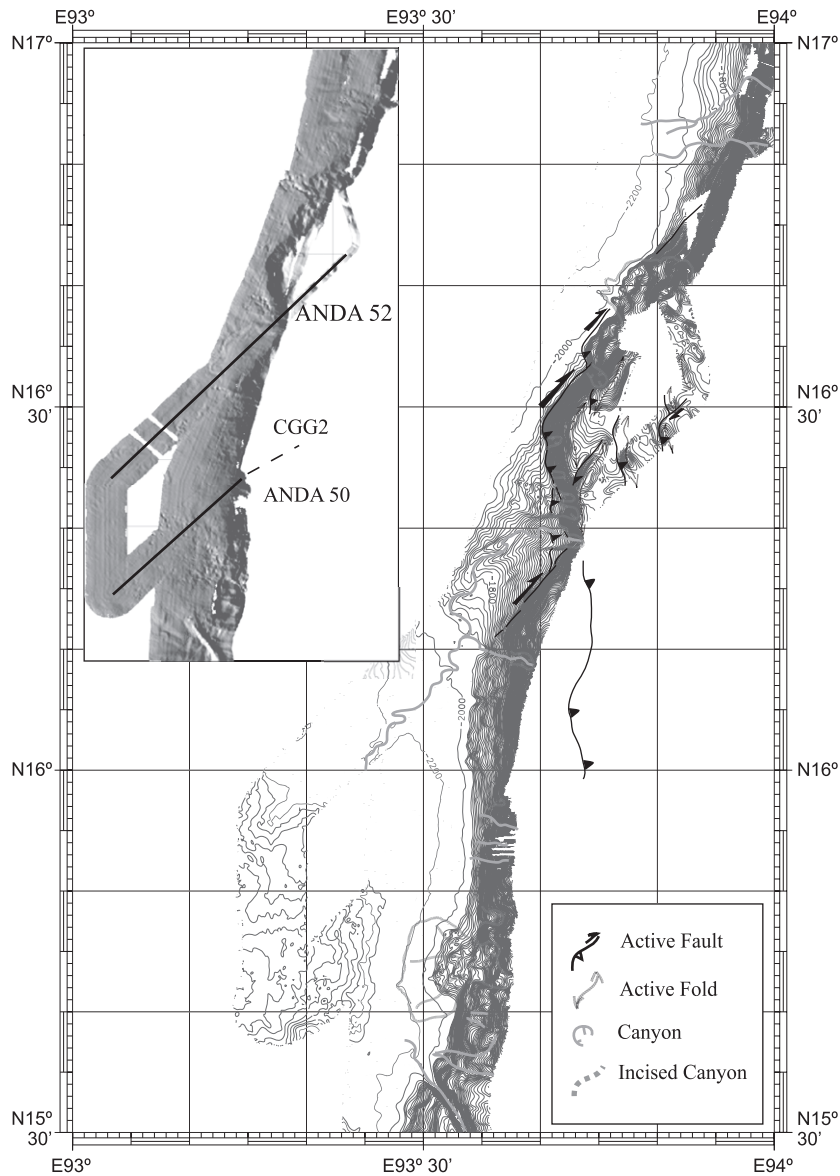 E93º
E93º 30'
E94º
N17º
N17º
-1800
-2200
ANDA 52
-2000
N16º
30'
N16º
30'
CGG2
ANDA 50
-1800
-2000
N16º
N16º
-2200
Active Fault
Active Fold
Canyon
Incised Canyon
N15º
30'
N15º
30'
E93º
E93º 30'
E94º